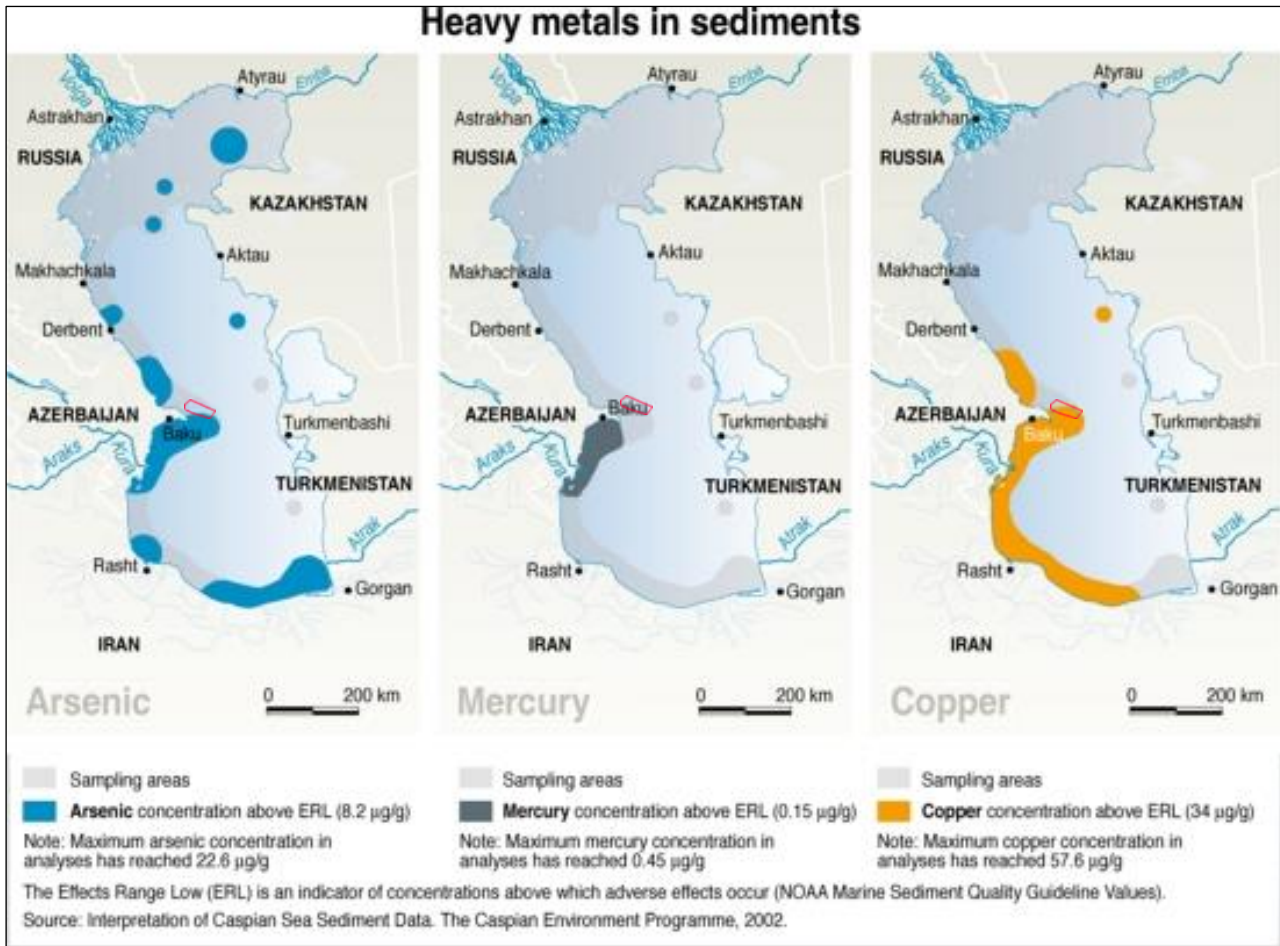 Heavy metals in sediments
Atyrau
Volga
Emba
Astrakhan
RUSSIA
KAZAKHSTAN
Aktau
Makhachkala
Derbent
AZERBAIJAN
Baku
Turkmenbashi
Araks
Kura
TURKMENISTAN
Atrak
Rasht
Gorgan
IRAN
Arsenic
0 200 km
Atyrau
Volga
Emba
Astrakhan
RUSSIA
KAZAKHSTAN
Aktau
Makhachkala
Derbent
AZERBAIJAN
Baku
Turkmenbashi
Araks
Kura
TURKMENISTAN
Atrak
Rasht
Gorgan
IRAN
Mercury
0 200 km
Atyrau
Volga
Emba
Astrakhan
RUSSIA
KAZAKHSTAN
Aktau
Makhachkala
Derbent
AZERBAIJAN
Baku
Turkmenbashi
Araks
Kura
TURKMENISTAN
Atrak
Rasht
Gorgan
IRAN
Copper
0 200 km
Sampling areas
Arsenic concentration above ERL (8.2 µg/g)
Note: Maximum arsenic concentration in
analyses has reached 22.6 µg/g
Sampling areas
Mercury concentration above ERL (0.15 µg/g)
Note: Maximum mercury concentration in
analyses has reached 0.45 µg/g
Sampling areas
Copper concentration above ERL (34 µg/g)
Note: Maximum copper concentration in
analyses has reached 57.6 µg/g
The Effects Range Low (ERL) is an indicator of concentrations above which adverse effects occur (NOAA Marine Sediment Quality Guideline Values).
Source: Interpretation of Caspian Sea Sediment Data. The Caspian Environment Programme, 2002.